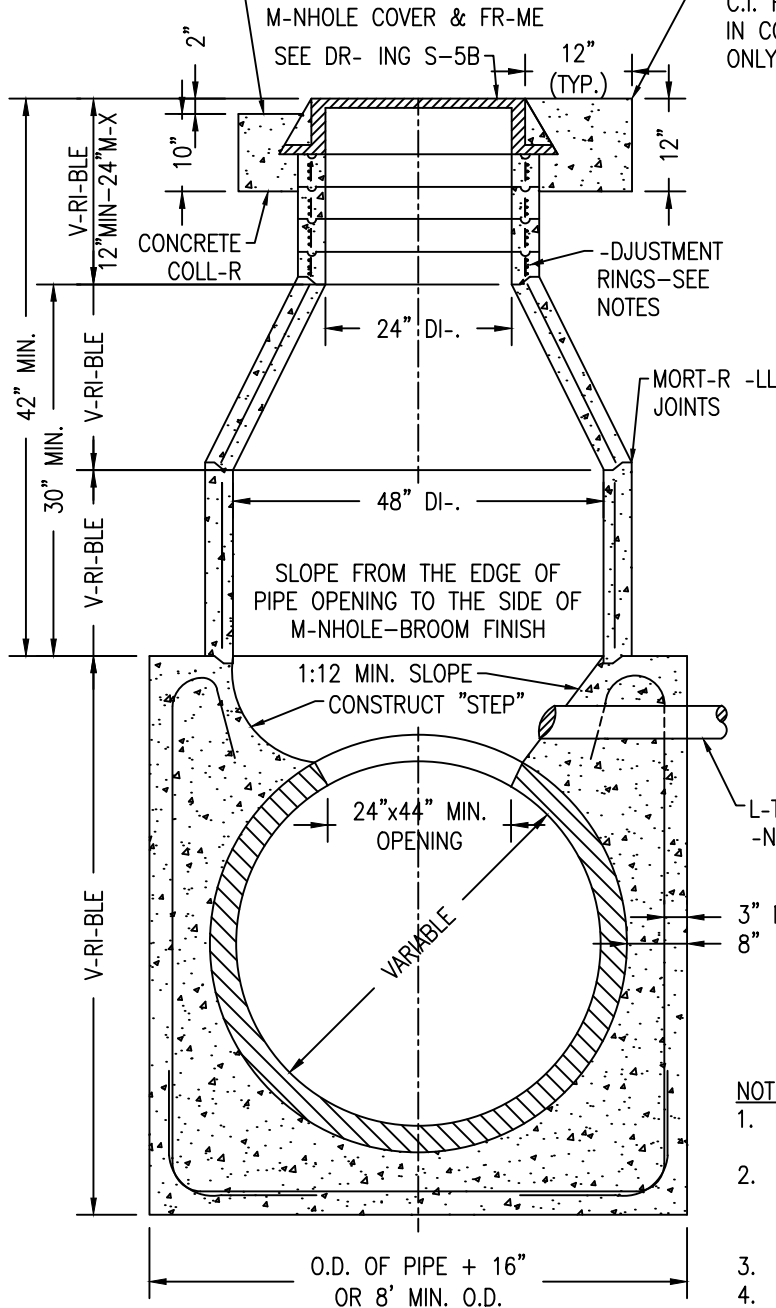 M-NHOLE COVER & FR-ME
SEE DR- ING S-5B
C.I. 
IN
ONLY
2"
12"
(TYP.)
10"
12"
V-RI-BLE
12"MIN-24"M-X
CONCRETE
COLL-R
-DJUSTMENT
RINGS-SEE
NOTES
24" DI-.
42" MIN.
30" MIN.
V-RI-BLE
MORT-R -LL
JOINTS
48" DI-.
V-RI-BLE
SLOPE FROM THE EDGE OF
PIPE OPENING TO THE SIDE OF
M-NHOLE-BROOM FINISH
1:12 MIN. SLOPE
CONSTRUCT "STEP"
24"x44" MIN.
OPENING
VARIABLE
V-RI-BLE
3"
8"
1.
2.
3.
4.
O.D. OF PIPE + 16"
OR 8' MIN. O.D.